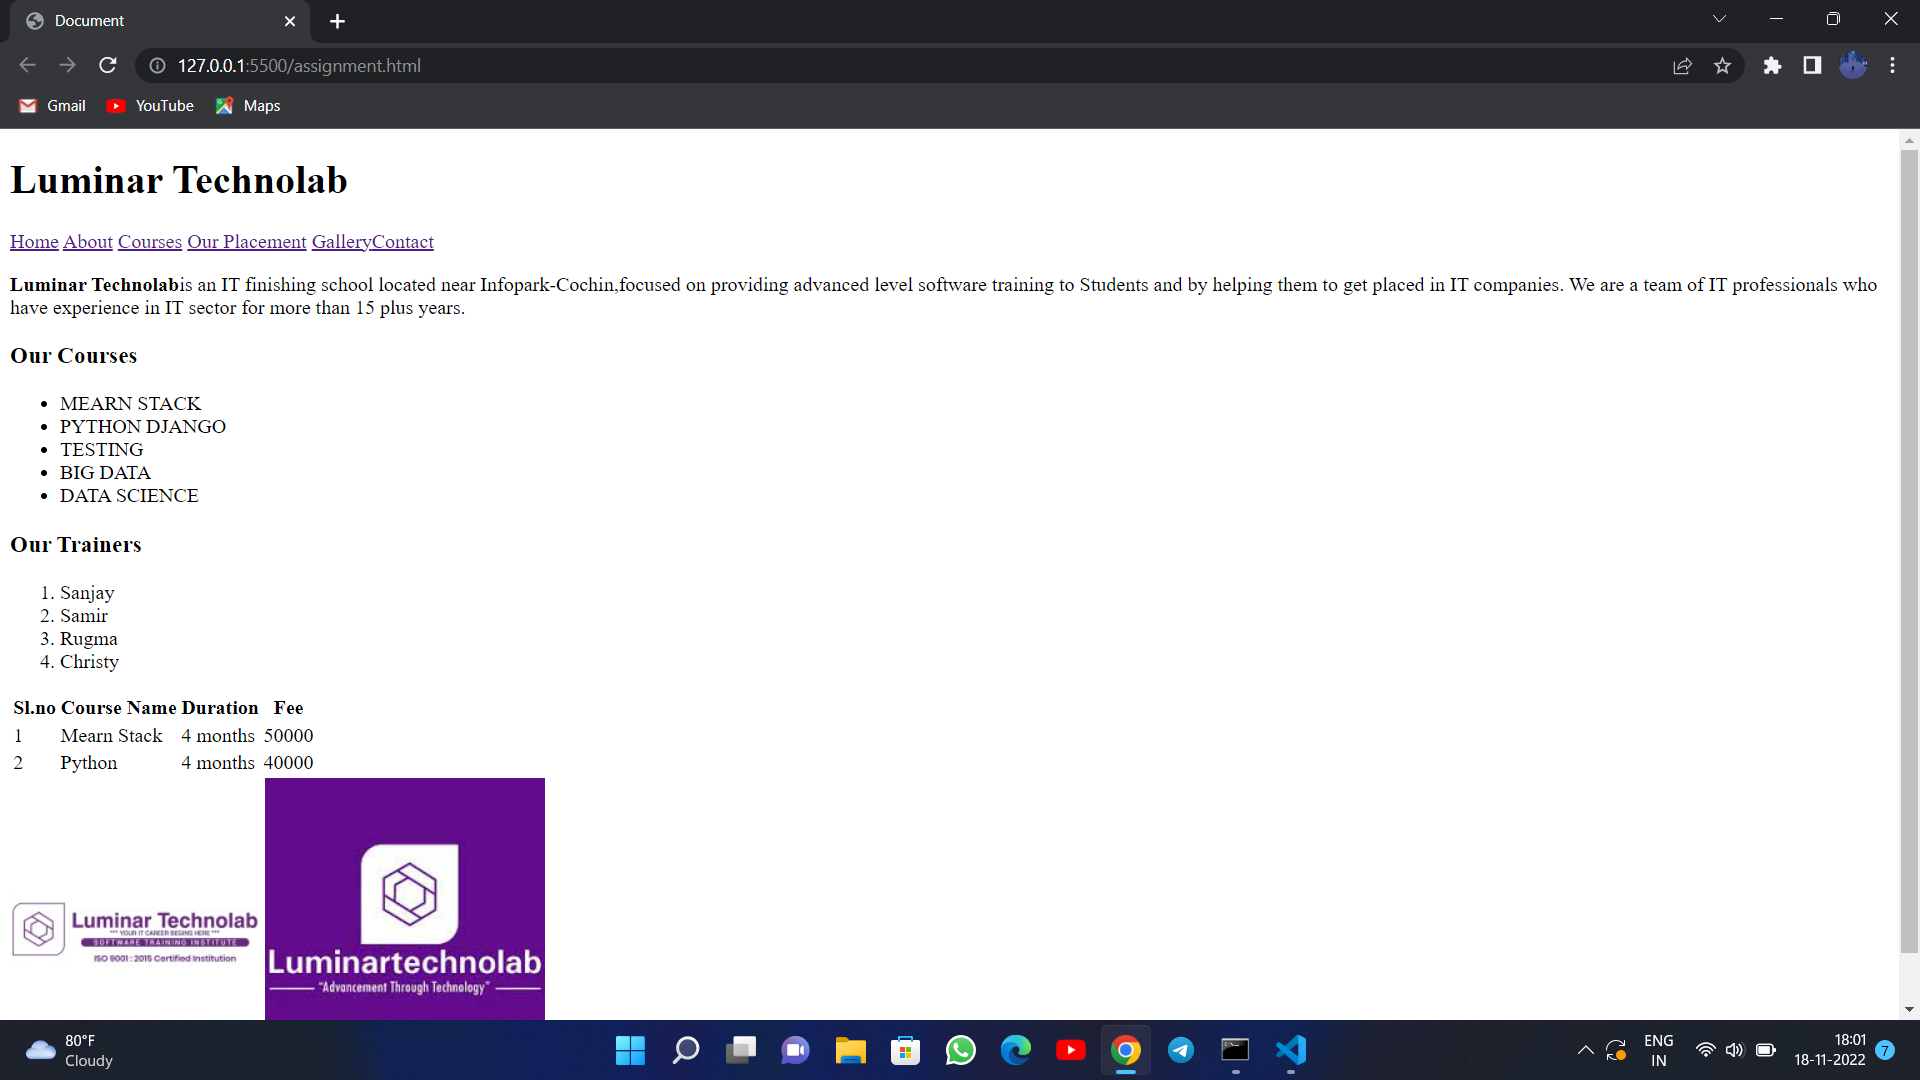 Document
127.0.0.1:5500/assignment.html
Gmail YouTube Maps
Luminar Technolab
Home About Courses Our Placement GalleryContact
Luminar Technolabis an IT finishing school located near Infopark-Cochin,focused on providing advanced level software training to Students and by helping them to get placed in IT companies. We are a team of IT professionals who
have experience in IT sector for more than 15 plus years.
Our Courses
• MEARN STACK
• PYTHON DJANGO
• TESTING
• BIG DATA
• DATA SCIENCE
Our Trainers
1. Sanjay
2. Samir
3. Rugma
4. Christy
Sl.no Course Name Duration Fee
1 Mearn Stack 4 months 50000
2 Python 4 months 40000
Luminar Technolab
*** YOUR IT CAREER BEGINS HERE ***
SOFTWARE TRAINING INSTITUTE
ISO 9001 : 2015 Certified Institution
Luminartechnolab
"Advancement Through Technology"
80°F
Cloudy
ENG
IN
18:01
18-11-2022
7